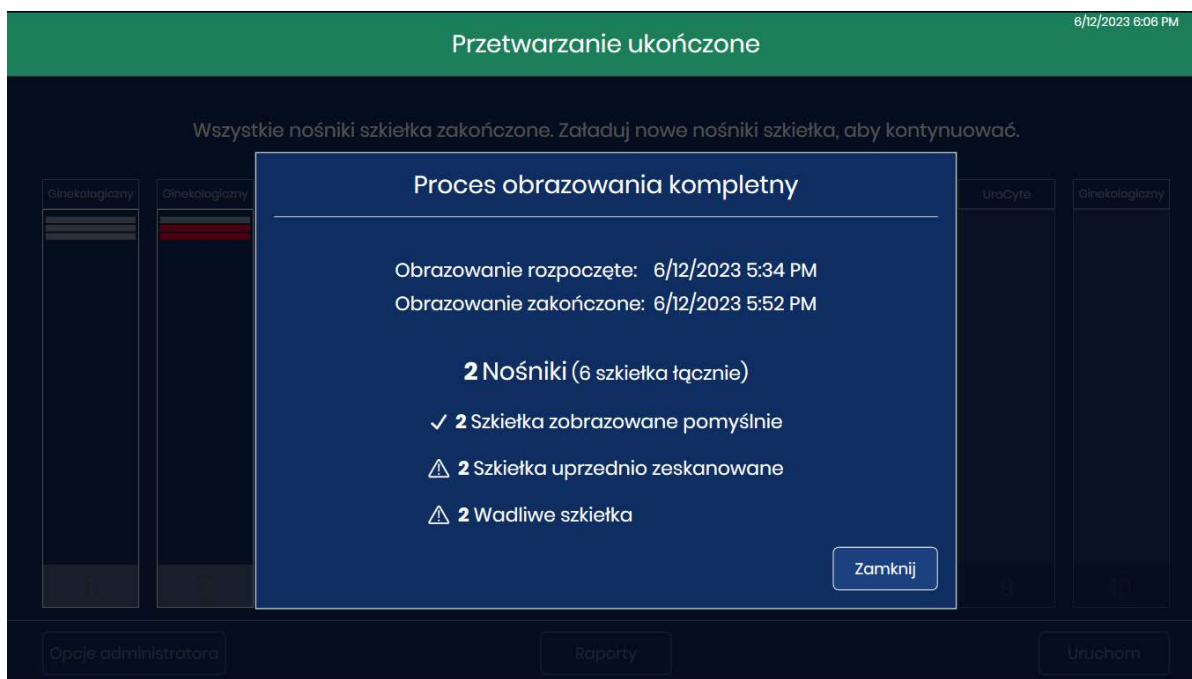 6/12/2023 6:06 PM
Przetwarzanie ukończone
Wszystkie nośniki szkiełka zakończone. Załaduj nowe nośniki szkiełka, aby kontynuować.
Ginekologiczny
Ginekologiczny
UroCyte
Ginekologiczny
Proces obrazowania kompletny
Obrazowanie rozpoczęte: 6/12/2023 5:34 PM
Obrazowanie zakończone: 6/12/2023 5:52 PM
2 Nośniki (6 szkiełka łącznie)
2 Szkiełka zobrazowane pomyślnie
2 Szkiełka uprzednio zeskanowane
2 Wadliwe szkiełka
Zamknij
9
10
Opcje administratora
Raporty
Uruchom